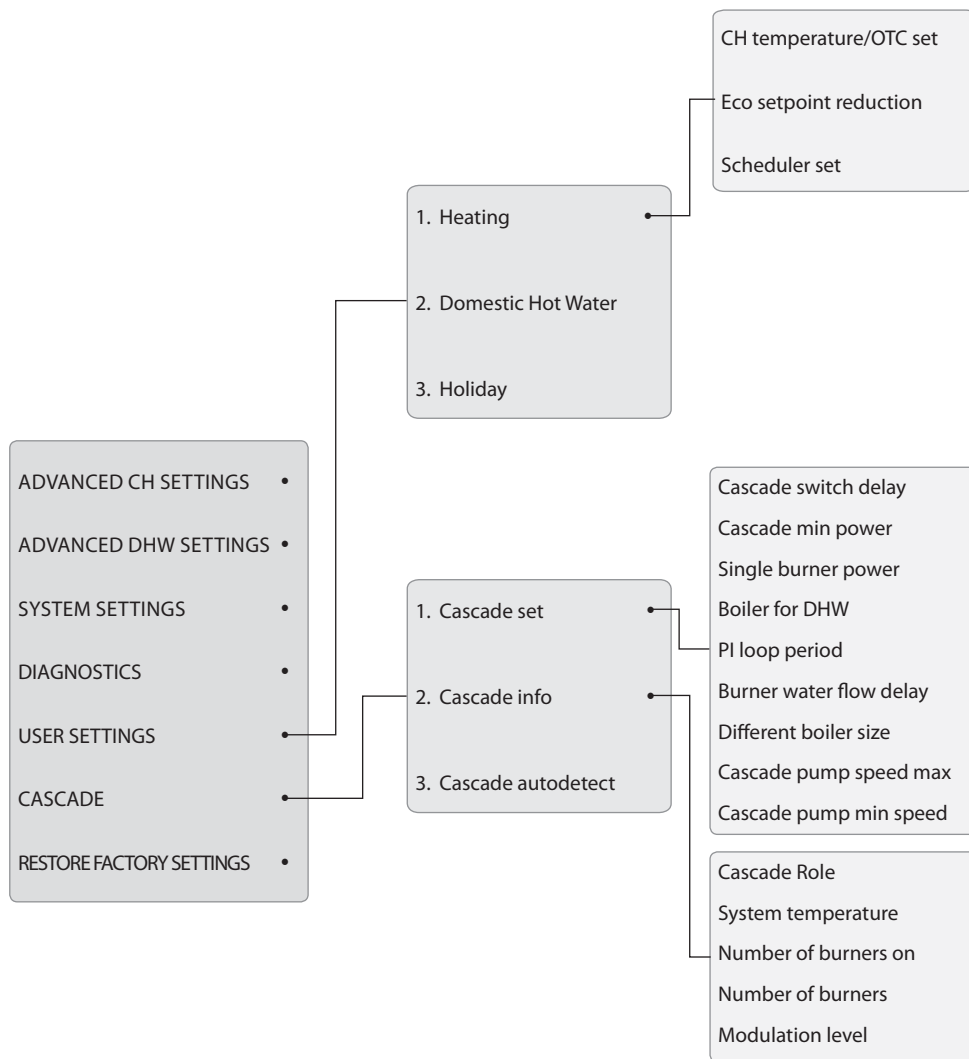 CH temperature/OTC set
Eco setpoint reduction
Scheduler set
1. Heating
2. Domestic Hot Water
3. Holiday
ADVANCED CH SETTINGS •
ADVANCED DHW SETTINGS •
SYSTEM SETTINGS •
DIAGNOSTICS •
USER SETTINGS
CASCADE
RESTORE FACTORY SETTINGS •
1. Cascade set
2. Cascade info
3. Cascade autodetect
Cascade switch delay
Cascade min power
Single burner power
Boiler for DHW
PI loop period
Burner water flow delay
Different boiler size
Cascade pump speed max
Cascade pump min speed
Cascade Role
System temperature
Number of burners on
Number of burners
Modulation level